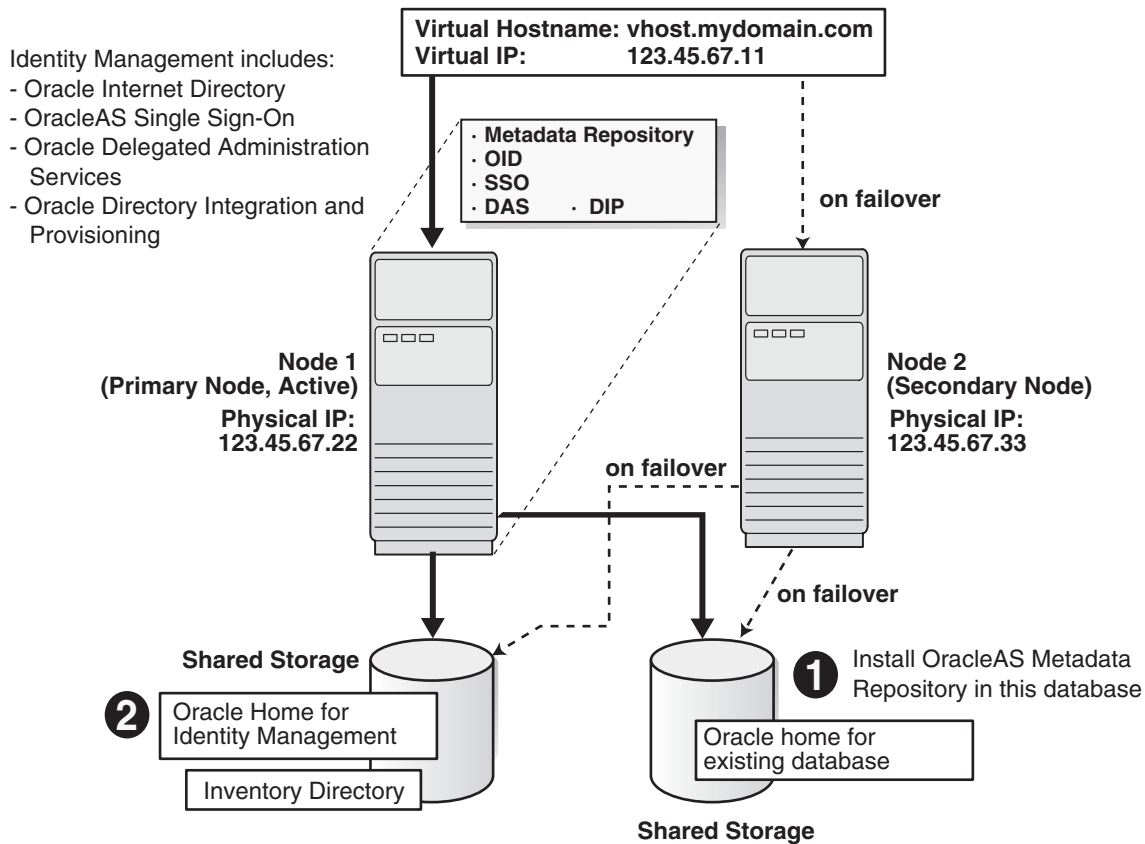 Virtual Hostname: vhost.mydomain.com
Virtual IP: 123.45.67.11
Identity Management includes:
- Oracle Internet Directory
- OracleAS Single Sign-On
- Oracle Delegated Administration
Services
- Oracle Directory Integration and
Provisioning
· Metadata Repository
· OID
· SSO
· DAS · DIP
on failover
Node 1
(Primary Node, Active)
Physical IP:
123.45.67.22
Node 2
(Secondary Node)
Physical IP:
123.45.67.33
on failover
on failover
Shared Storage
2
Oracle Home for
Identity Management
Inventory Directory
1
Install OracleAS Metadata
Repository in this database
Oracle home for
existing database
Shared Storage